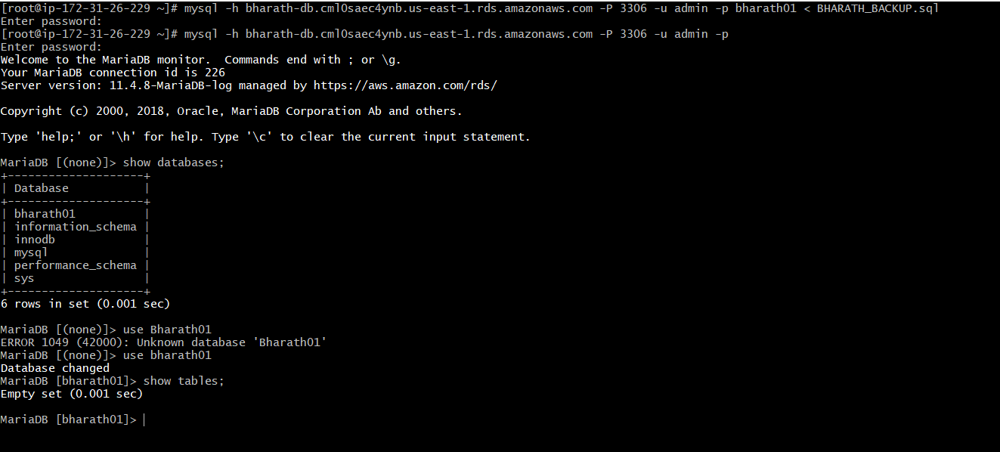 [root@ip-172-31-26-229 ~]# mysql -h bharath-db.cml0saec4ynb.us-east-1.rds.amazonaws.com -P 3306 -u admin -p bharath01 < BHARATH_BACKUP.sql
Enter password:
[root@ip-172-31-26-229 ~]# mysql -h bharath-db.cml0saec4ynb.us-east-1.rds.amazonaws.com -P 3306 -u admin -p
Enter password:
Welcome to the MariaDB monitor.  Commands end with ; or \g.
Your MariaDB connection id is 226
Server version: 11.4.8-MariaDB-log managed by https://aws.amazon.com/rds/

Copyright (c) 2000, 2018, Oracle, MariaDB Corporation Ab and others.

Type 'help;' or '\h' for help. Type '\c' to clear the current input statement.

MariaDB [(none)]> show databases;
+--------------------+
| Database           |
+--------------------+
| bharath01          |
| information_schema |
| innodb             |
| mysql              |
| performance_schema |
| sys                |
+--------------------+
6 rows in set (0.001 sec)

MariaDB [(none)]> use Bharath01
ERROR 1049 (42000): Unknown database 'Bharath01'
MariaDB [(none)]> use bharath01
Database changed
MariaDB [bharath01]> show tables;
Empty set (0.001 sec)

MariaDB [bharath01]>